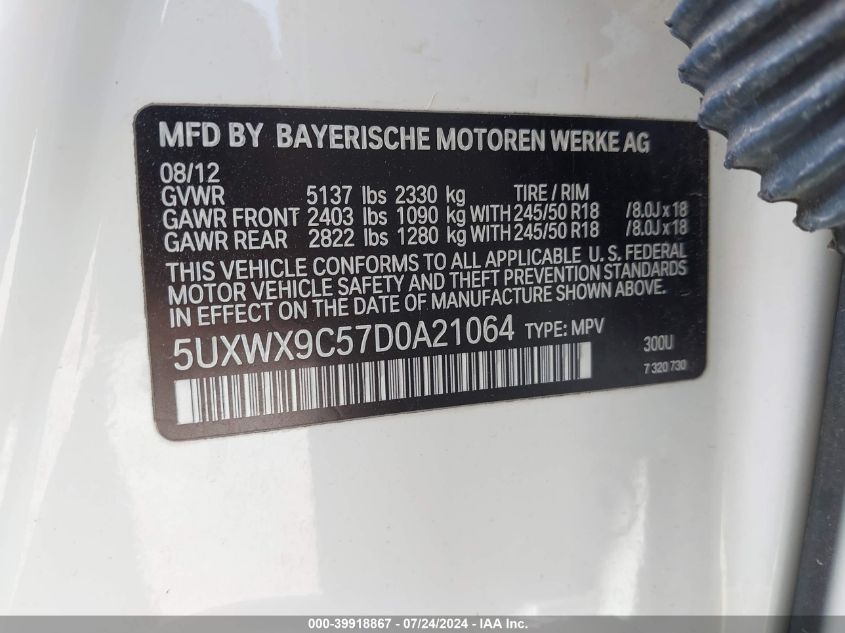 MFD BY BAYERISCHE MOTOREN WERKE AG
08/12
GVWR 5137 lbs 2330 kg TIRE / RIM
GAWR FRONT 2403 lbs 1090 kg WITH 245/50 R18 /8.0J x 18
GAWR REAR 2822 lbs 1280 kg WITH 245/50 R18 /8.0J x 18
THIS VEHICLE CONFORMS TO ALL APPLICABLE U. S. FEDERAL
MOTOR VEHICLE SAFETY AND THEFT PREVENTION STANDARDS
IN EFFECT ON THE DATE OF MANUFACTURE SHOWN ABOVE.
5UXWX9C57D0A21064 TYPE: MPV 300U
7 320 730
000-39918867 - 07/24/2024 - IAA Inc.